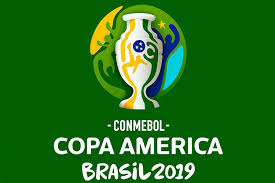 - CONMEBOL -
COPA AMERICA
BRASIL 2019